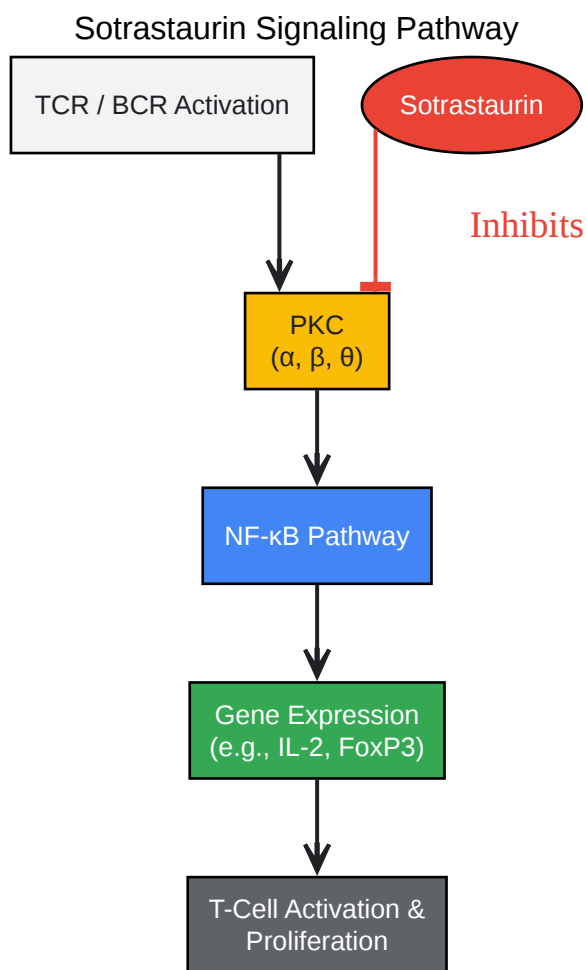 Sotrastaurin Signaling Pathway
TCR / BCR Activation
Sotrastaurin
Inhibits
PKC
(α, β, θ)
NF-κB Pathway
Gene Expression
(e.g., IL-2, FoxP3)
T-Cell Activation &
Proliferation